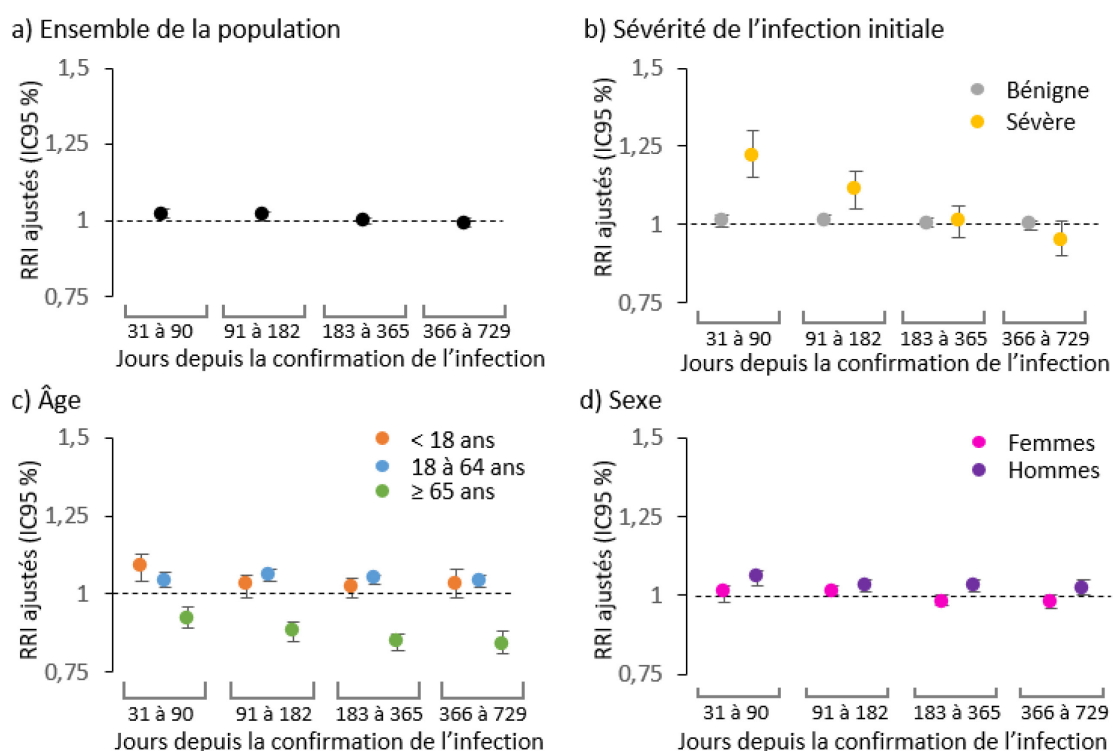 a) Ensemble de la population
RRI ajustés (IC95 %)
1,5
1,25
1
0,75
31 à 90
91 à 182
183 à 365
366 à 729
Jours depuis la confirmation de l’infection
b) Sévérité de l’infection initiale
RRI ajustés (IC95 %)
1,5
1,25
1
0,75
Bénigne
Sévère
31 à 90
91 à 182
183 à 365
366 à 729
Jours depuis la confirmation de l’infection
c) Âge
RRI ajustés (IC95 %)
1,5
1,25
1
0,75
< 18 ans
18 à 64 ans
≥ 65 ans
31 à 90
91 à 182
183 à 365
366 à 729
Jours depuis la confirmation de l’infection
d) Sexe
RRI ajustés (IC95 %)
1,5
1,25
1
0,75
Femmes
Hommes
31 à 90
91 à 182
183 à 365
366 à 729
Jours depuis la confirmation de l’infection